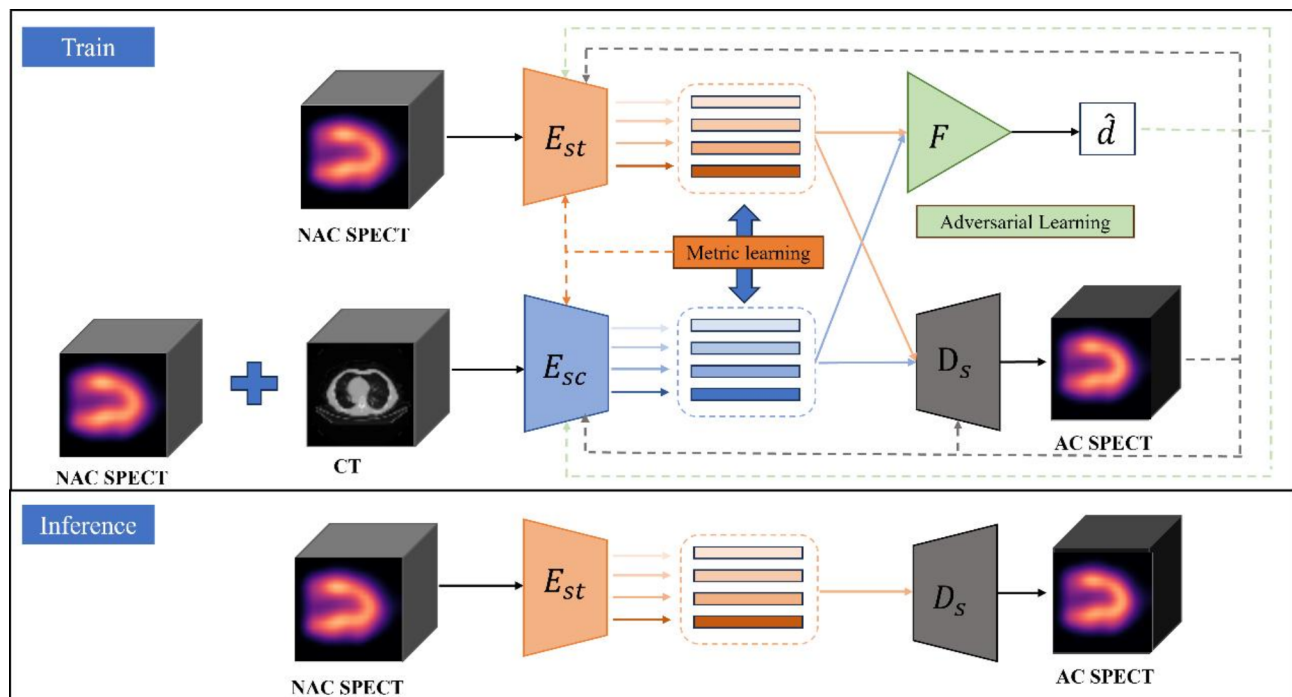 Train
E_st
F
d̂
NAC SPECT
Adversarial Learning
Metric learning
E_sc
D_s
NAC SPECT
CT
AC SPECT
Inference
E_st
D_s
NAC SPECT
AC SPECT